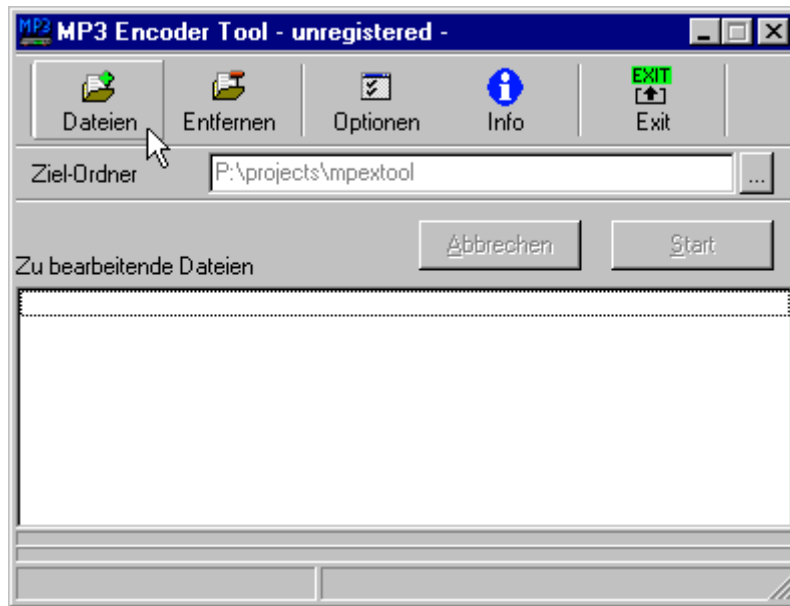 MP3 MP3 Encoder Tool - unregistered -
EXIT
Dateien Entfernen Optionen Info Exit
Ziel-Ordner P:\projects\mpextool ...
Abbrechen Start
Zu bearbeitende Dateien